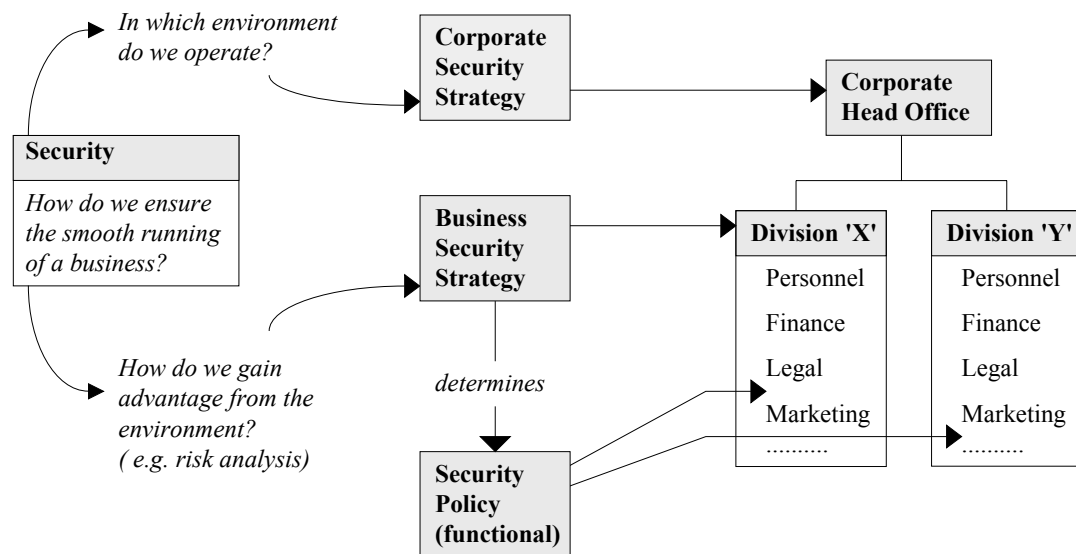 In which environment
do we operate?
Corporate
Security
Strategy
Corporate
Head Office
Security
How do we ensure
the smooth running
of a business?
Business
Security
Strategy
Division 'X'
Personnel
Finance
Legal
Marketing
..........
Division 'Y'
Personnel
Finance
Legal
Marketing
..........
How do we gain
advantage from the
environment?
( e.g. risk analysis)
determines
Security
Policy
(functional)